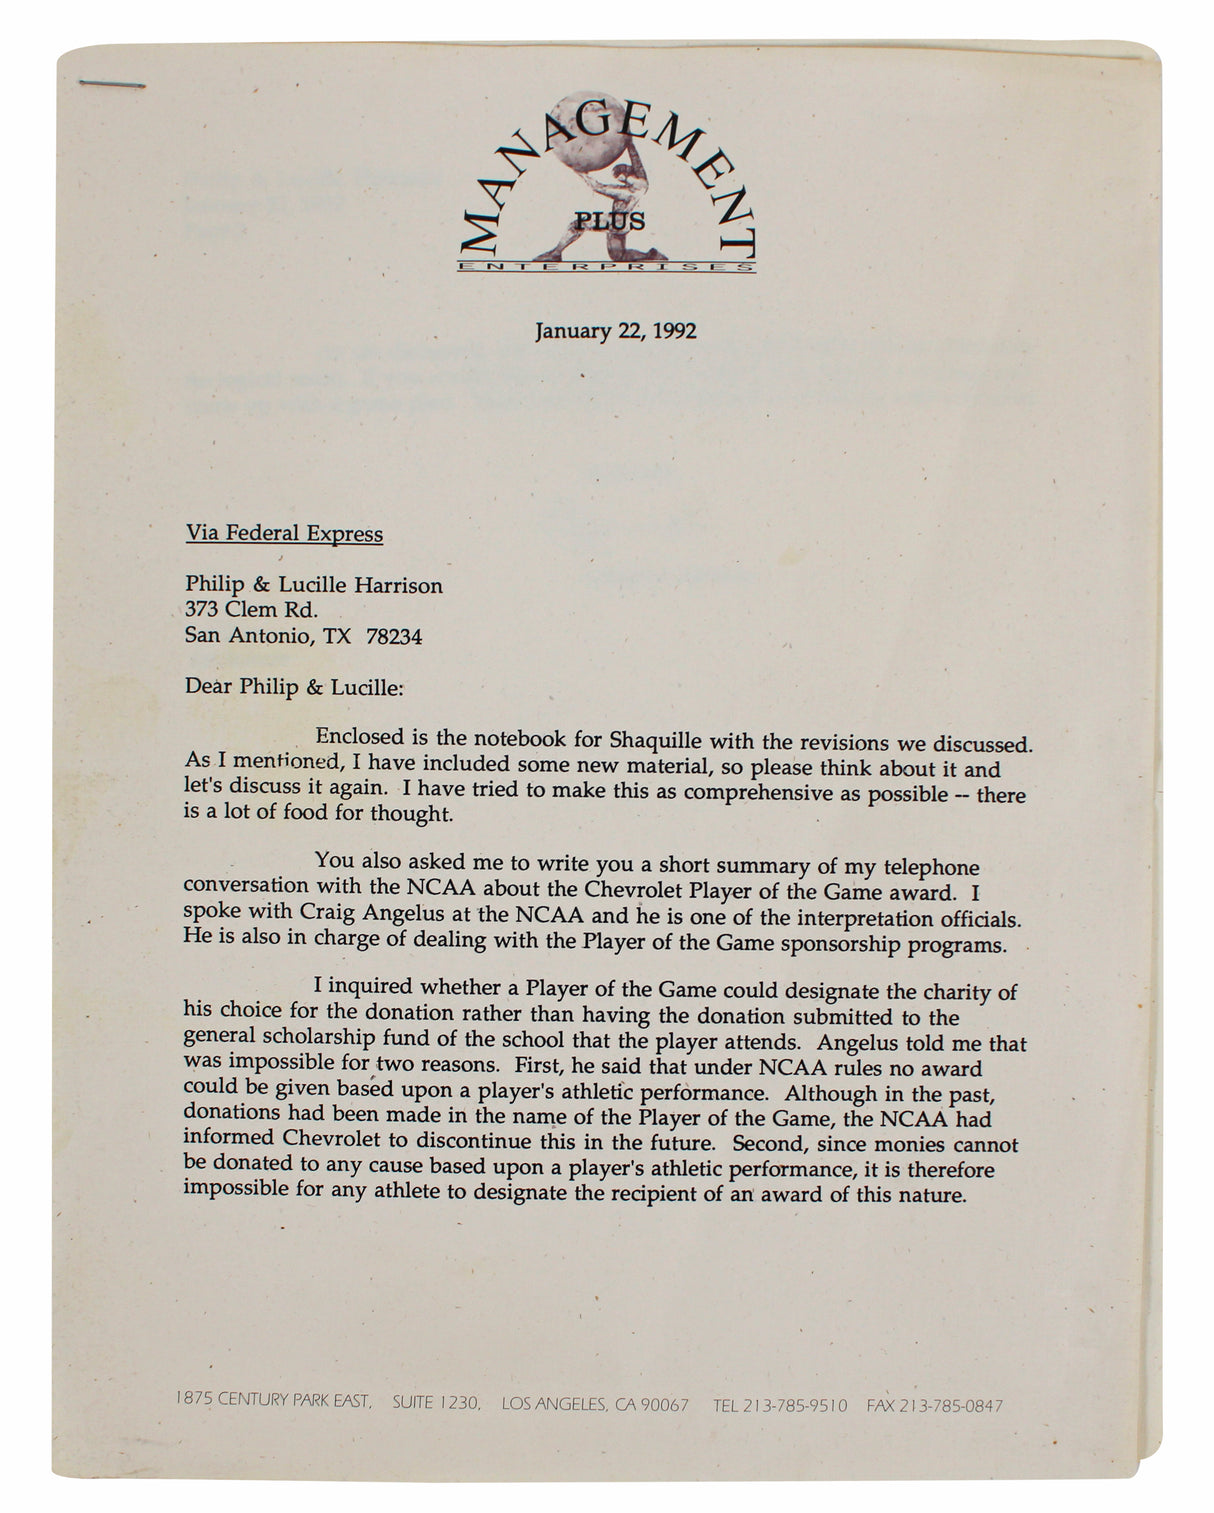 MANAGEMENT
PLUS
ENTERPRISES
January 22, 1992
Via Federal Express
Philip & Lucille Harrison
373 Clem Rd.
San Antonio, TX 78234
Dear Philip & Lucille:
Enclosed is the notebook for Shaquille with the revisions we discussed.
As I mentioned, I have included some new material, so please think about it and
let's discuss it again. I have tried to make this as comprehensive as possible -- there
is a lot of food for thought.
You also asked me to write you a short summary of my telephone
conversation with the NCAA about the Chevrolet Player of the Game award. I
spoke with Craig Angelus at the NCAA and he is one of the interpretation officials.
He is also in charge of dealing with the Player of the Game sponsorship programs.
I inquired whether a Player of the Game could designate the charity of
his choice for the donation rather than having the donation submitted to the
general scholarship fund of the school that the player attends. Angelus told me that
was impossible for two reasons. First, he said that under NCAA rules no award
could be given based upon a player's athletic performance. Although in the past,
donations had been made in the name of the Player of the Game, the NCAA had
informed Chevrolet to discontinue this in the future. Second, since monies cannot
be donated to any cause based upon a player's athletic performance, it is therefore
impossible for any athlete to designate the recipient of an award of this nature.
1875 CENTURY PARK EAST, SUITE 1230, LOS ANGELES, CA 90067 TEL 213-785-9510 FAX 213-785-0847